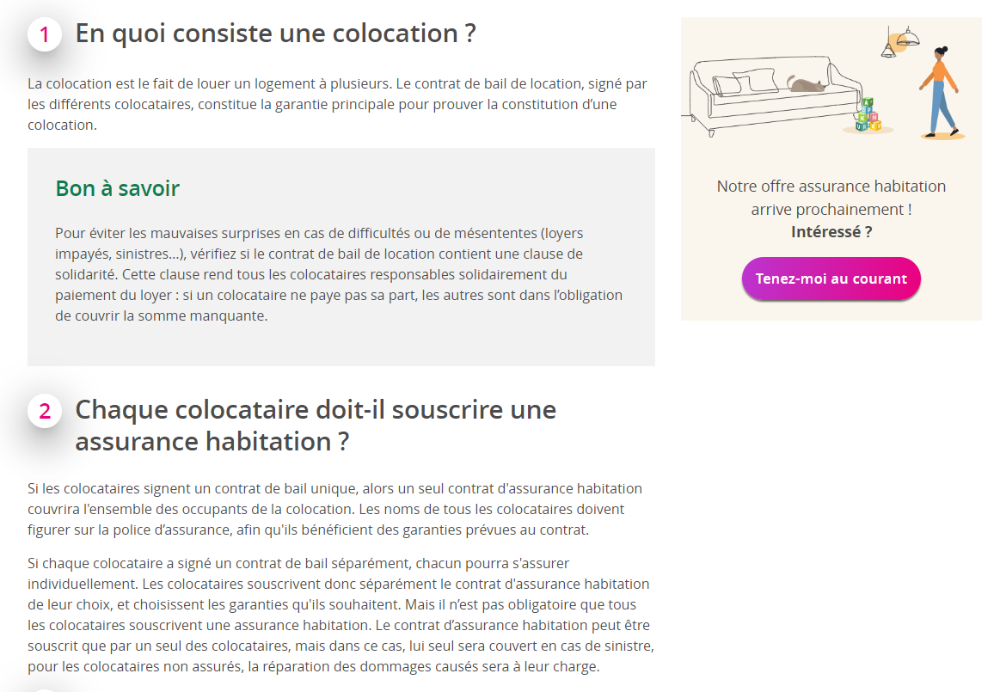 1
En quoi consiste une colocation ?
La colocation est le fait de louer un logement à plusieurs. Le contrat de bail de location, signé par
les différents colocataires, constitue la garantie principale pour prouver la constitution d’une
colocation.
Bon à savoir
Pour éviter les mauvaises surprises en cas de difficultés ou de mésententes (loyers
impayés, sinistres...), vérifiez si le contrat de bail de location contient une clause de
solidarité. Cette clause rend tous les colocataires responsables solidairement du
paiement du loyer : si un colocataire ne paye pas sa part, les autres sont dans l’obligation
de couvrir la somme manquante.
2
Chaque colocataire doit-il souscrire une
assurance habitation ?
Si les colocataires signent un contrat de bail unique, alors un seul contrat d'assurance habitation
couvrira l'ensemble des occupants de la colocation. Les noms de tous les colocataires doivent
figurer sur la police d’assurance, afin qu'ils bénéficient des garanties prévues au contrat.
Si chaque colocataire a signé un contrat de bail séparément, chacun pourra s'assurer
individuellement. Les colocataires souscrivent donc séparément le contrat d'assurance habitation
de leur choix, et choisissent les garanties qu'ils souhaitent. Mais il n’est pas obligatoire que tous
les colocataires souscrivent une assurance habitation. Le contrat d’assurance habitation peut être
souscrit que par un seul des colocataires, mais dans ce cas, lui seul sera couvert en cas de sinistre,
pour les colocataires non assurés, la réparation des dommages causés sera à leur charge.
Notre offre assurance habitation
arrive prochainement !
Intéressé ?
Tenez-moi au courant